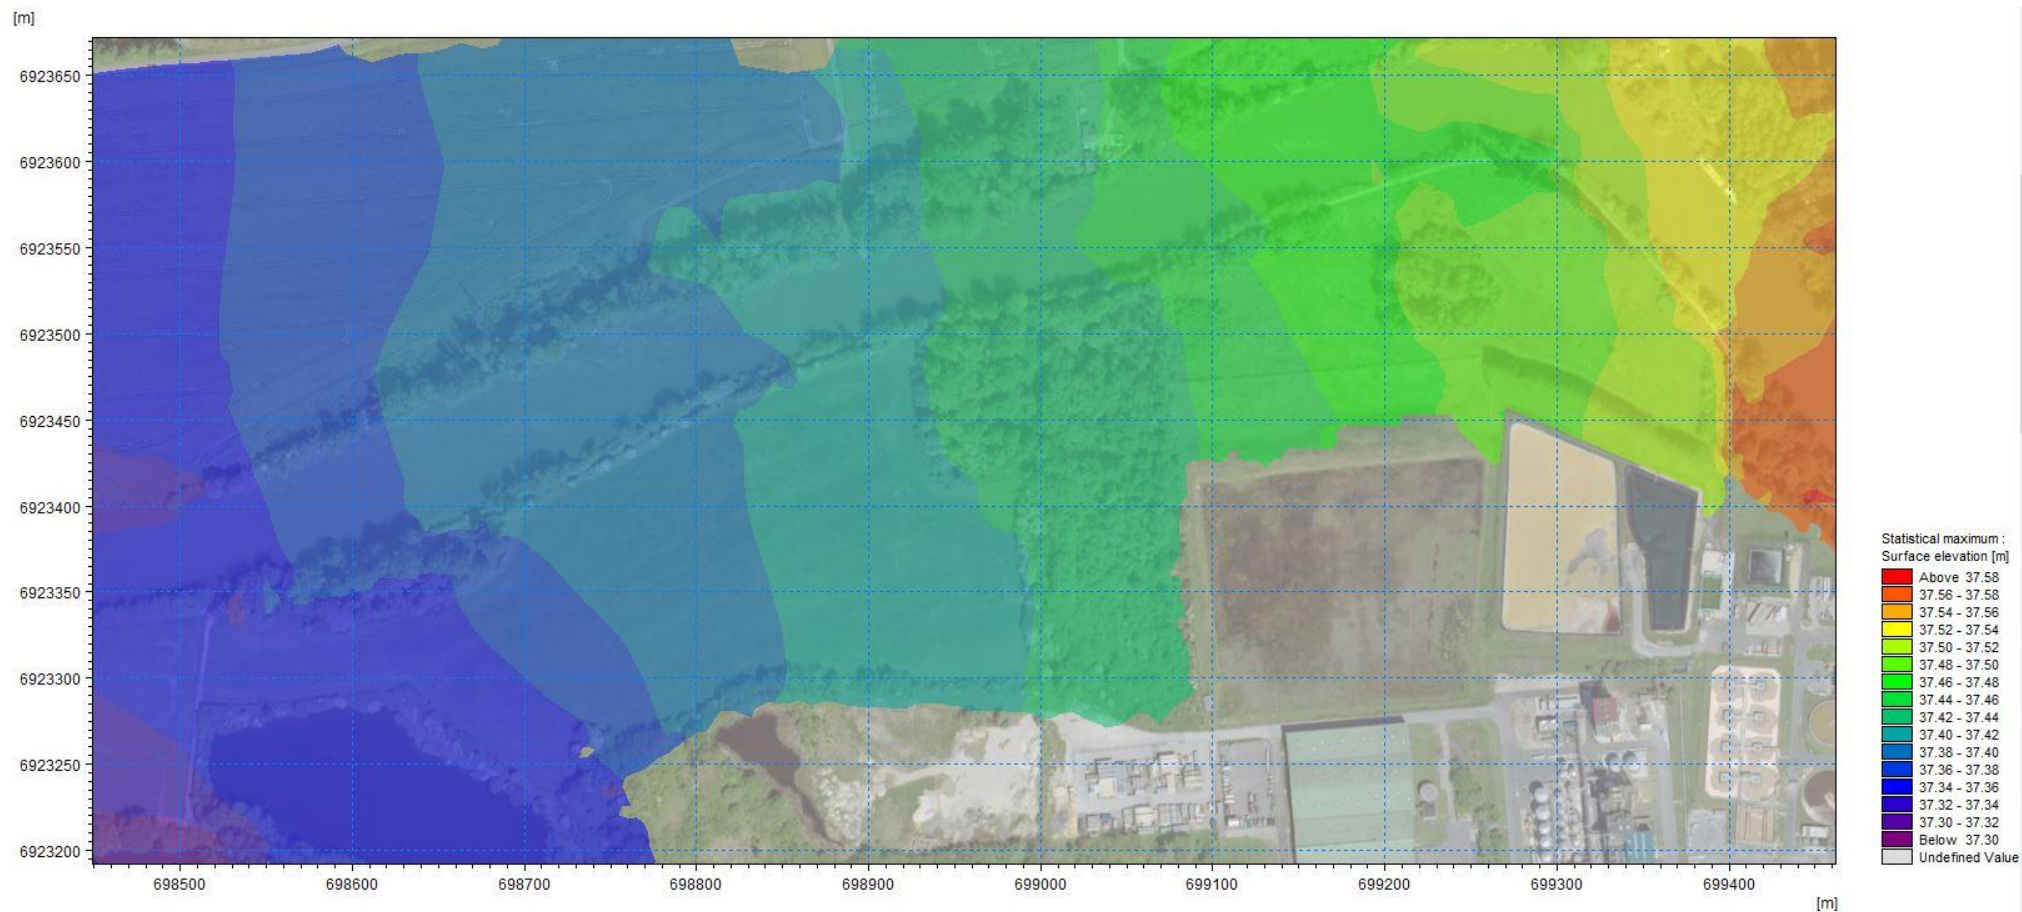 [m]
6923650
6923600
6923550
6923500
6923450
6923400
6923350
6923300
6923250
6923200
698500 698600 698700 698800 698900 699000 699100 699200 699300 699400
[m]
Statistical maximum :
Surface elevation [m]
Above 37.58
37.56 - 37.58
37.54 - 37.56
37.52 - 37.54
37.50 - 37.52
37.48 - 37.50
37.46 - 37.48
37.44 - 37.46
37.42 - 37.44
37.40 - 37.42
37.38 - 37.40
37.36 - 37.38
37.34 - 37.36
37.32 - 37.34
37.30 - 37.32
Below 37.30
Undefined Value